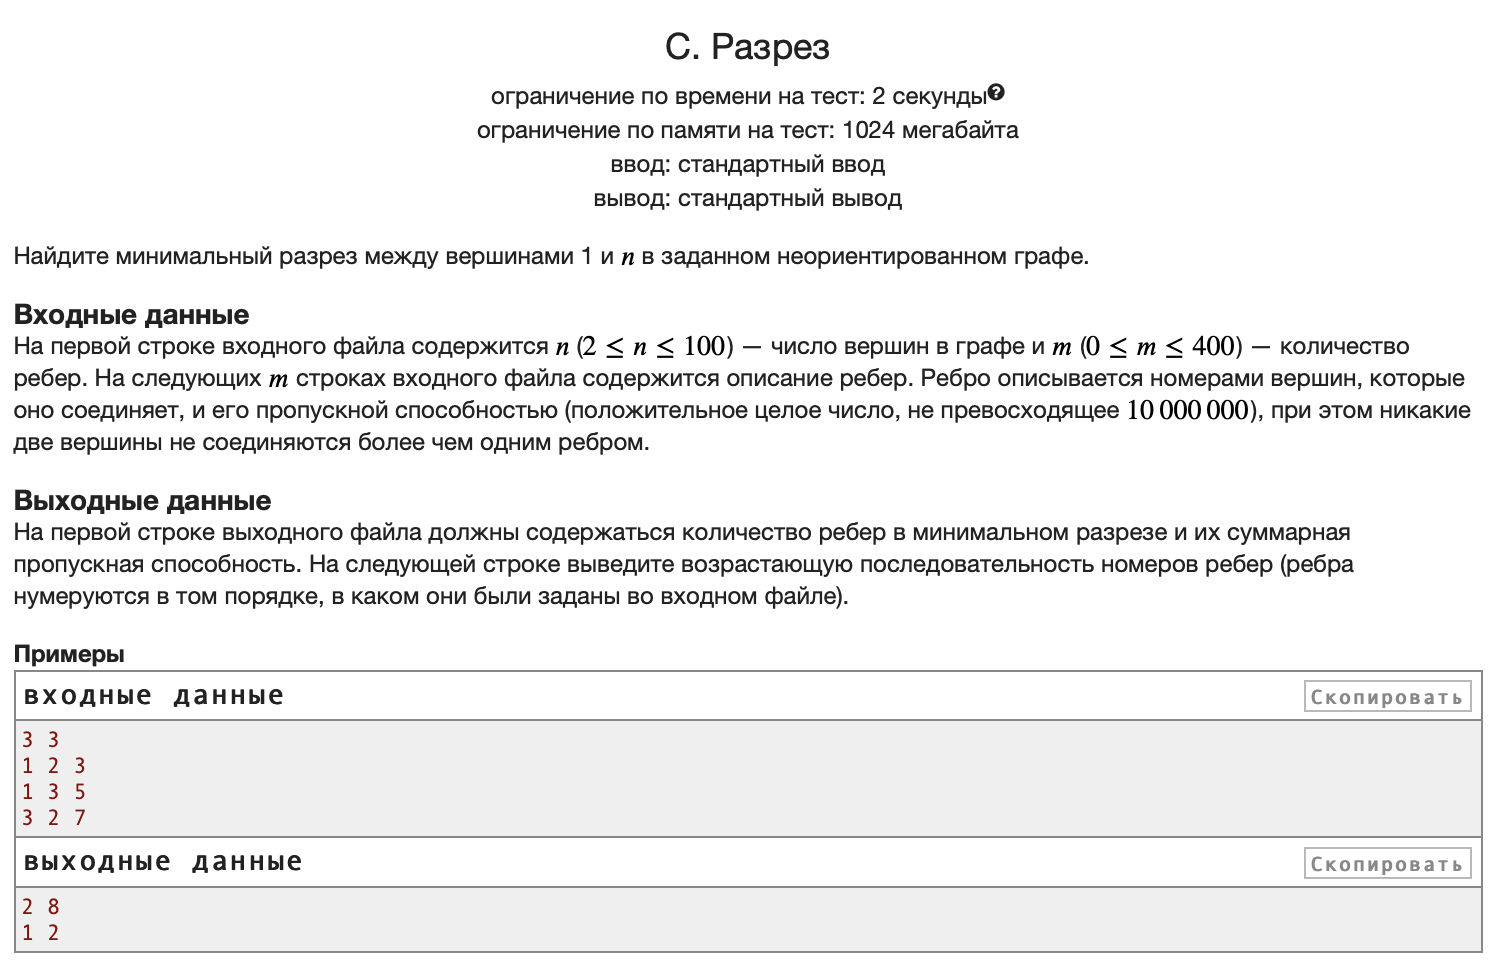 С. Разрез
ограничение по времени на тест: 2 секунды?
ограничение по памяти на тест: 1024 мегабайта
ввод: стандартный ввод
вывод: стандартный вывод
Найдите минимальный разрез между вершинами 1 и n в заданном неориентированном графе.
Входные данные
На первой строке входного файла содержится n (2 ≤ n ≤ 100) — число вершин в графе и m (0 ≤ m ≤ 400) — количество
ребер. На следующих m строках входного файла содержится описание ребер. Ребро описывается номерами вершин, которые
оно соединяет, и его пропускной способностью (положительное целое число, не превосходящее 10 000 000), при этом никакие
две вершины не соединяются более чем одним ребром.
Выходные данные
На первой строке выходного файла должны содержаться количество ребер в минимальном разрезе и их суммарная
пропускная способность. На следующей строке выведите возрастающую последовательность номеров ребер (ребра
нумеруются в том порядке, в каком они были заданы во входном файле).
Примеры
входные данные
Скопировать
3 3
1 2 3
1 3 5
3 2 7
выходные данные
Скопировать
2 8
1 2